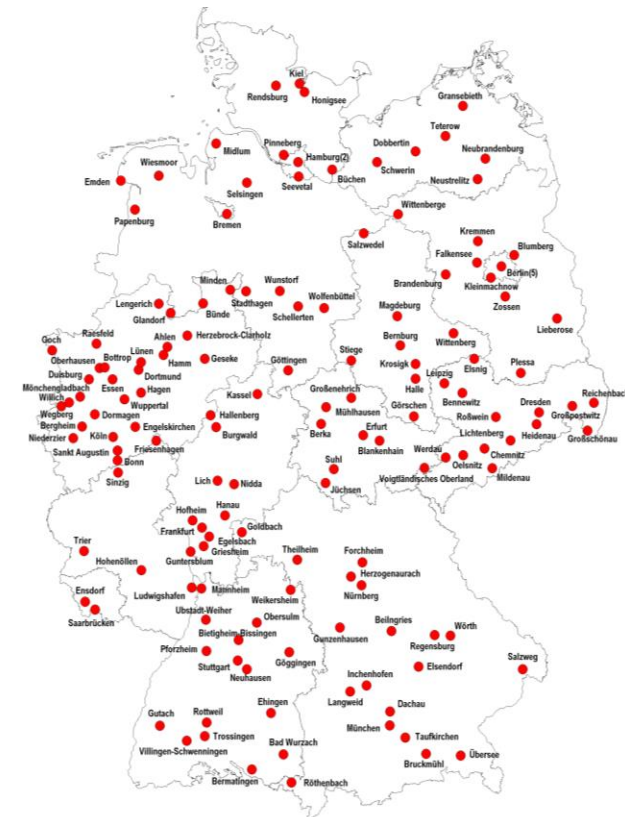 Kiel
Rendsburg
Honigsee
Gransebieth
Teterow
Pinneberg
Dobbertin
Midlum
Hamburg(2)
Neubrandenburg
Wiesmoor
Schwerin
Emden
Selsingen
Seevetal
Büchen
Neustrelitz
Papenburg
Wittenberge
Bremen
Salzwedel
Kremmen
Blumberg
Falkensee
Berlin(5)
Minden
Wunstorf
Brandenburg
Kleinmachnow
Lengerich
Stadthagen
Wolfenbüttel
Zossen
Bünde
Magdeburg
Glandorf
Schellerten
Lieberose
Raesfeld
Ahlen
Herzebrock-Clarholz
Bernburg
Wittenberg
Goch
Lünen
Oberhausen
Bottrop
Hamm
Geseke
Göttingen
Stiege
Krosigk
Elsnig
Plessa
Duisburg
Dortmund
Leipzig
Mönchengladbach
Essen
Hagen
Kassel
Großenehrich
Halle
Bennewitz
Reichenbach
Willich
Wuppertal
Mühlhausen
Görschen
Dresden
Wegberg
Dormagen
Hallenberg
Roßwein
Großpostwitz
Bergheim
Engelskirchen
Burgwald
Berka
Erfurt
Lichtenberg
Heidenau
Niederzier
Köln
Friesenhagen
Blankenhain
Werdau
Großschönau
Sankt Augustin
Chemnitz
Bonn
Suhl
Oelsnitz
Sinzig
Lich
Nidda
Jüchsen
Voigtländisches Oberland
Mildenau
Hanau
Hofheim
Goldbach
Frankfurt
Egelsbach
Trier
Griesheim
Theilheim
Forchheim
Hohenöllen
Guntersblum
Herzogenaurach
Ensdorf
Ludwigshafen
Mannheim
Nürnberg
Weikersheim
Saarbrücken
Ubstadt-Weiher
Obersulm
Beilngries
Wörth
Bietigheim-Bissingen
Gunzenhausen
Regensburg
Pforzheim
Salzweg
Stuttgart
Göggingen
Elsendorf
Neuhausen
Inchenhofen
Langweid
Ehingen
Dachau
Gutach
Rottweil
München
Trossingen
Taufkirchen
Villingen-Schwenningen
Bad Wurzach
Bruckmühl
Übersee
Bermatingen
Röthenbach